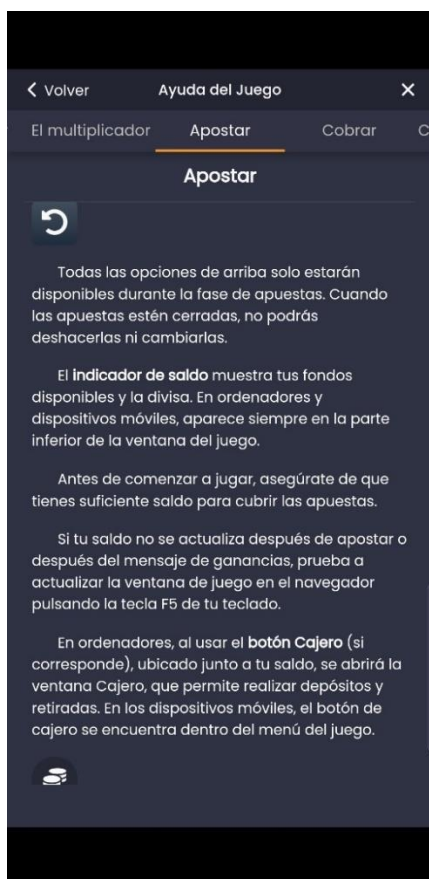 Volver
Ayuda del Juego
El multiplicador Apostar Cobrar C
Apostar
Todas las opciones de arriba solo estarán
disponibles durante la fase de apuestas. Cuando
las apuestas estén cerradas, no podrás
deshacerlas ni cambiarlas.
El indicador de saldo muestra tus fondos
disponibles y la divisa. En ordenadores y
dispositivos móviles, aparece siempre en la parte
inferior de la ventana del juego.
Antes de comenzar a jugar, asegúrate de que
tienes suficiente saldo para cubrir las apuestas.
Si tu saldo no se actualiza después de apostar o
después del mensaje de ganancias, prueba a
actualizar la ventana de juego en el navegador
pulsando la tecla F5 de tu teclado.
En ordenadores, al usar el botón Cajero (si
corresponde), ubicado junto a tu saldo, se abrirá la
ventana Cajero, que permite realizar depósitos y
retiradas. En los dispositivos móviles, el botón de
cajero se encuentra dentro del menú del juego.